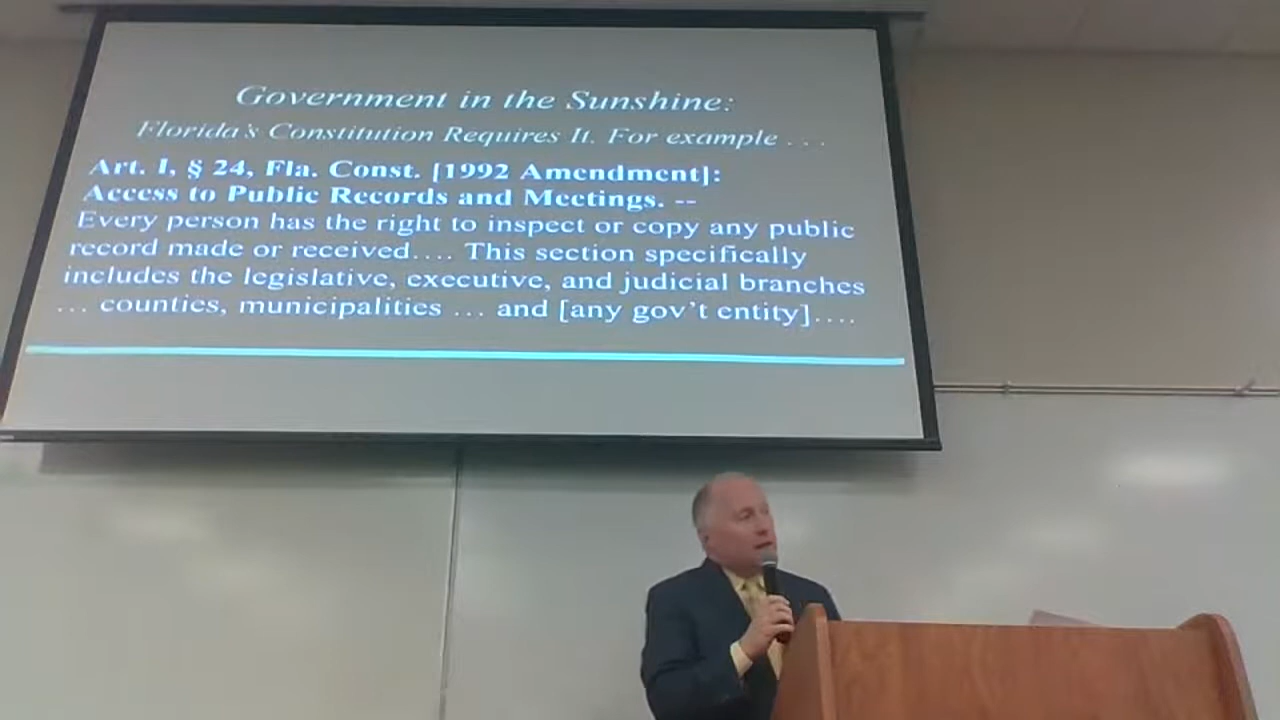 Government in the Sunshine:
Florida's Constitution Requires It. For example . . .
Art. I, § 24, Fla. Const. [1992 Amendment]:
Access to Public Records and Meetings. --
Every person has the right to inspect or copy any public
record made or received…. This section specifically
includes the legislative, executive, and judicial branches
… counties, municipalities … and [any gov't entity]….